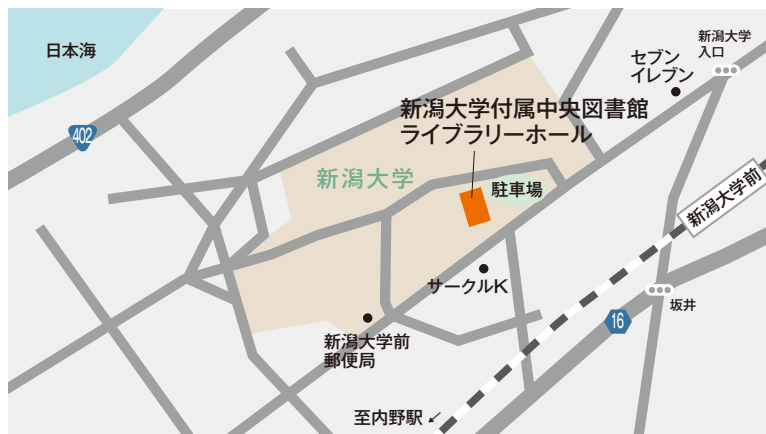 日本海
新潟大学
入口
セブン
イレブン
402
新潟大学付属中央図書館
ライブラリーホール
新潟大学
駐車場
新潟大学前
サークルK
坂井
16
新潟大学前
郵便局
至内野駅↙